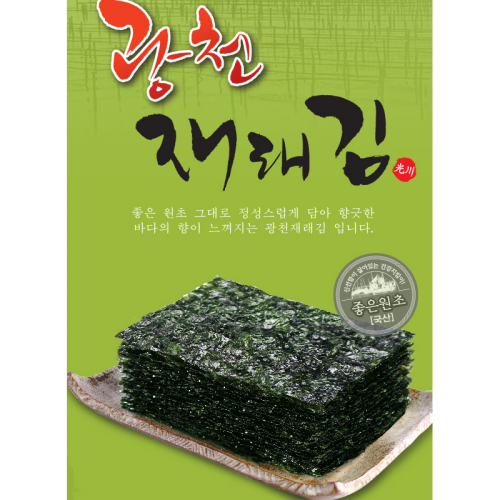 광천
재래김
光川
좋은 원초 그대로 정성스럽게 담아 향긋한
바다의 향이 느껴지는 광천재래김 입니다.
좋은원초
[국산]